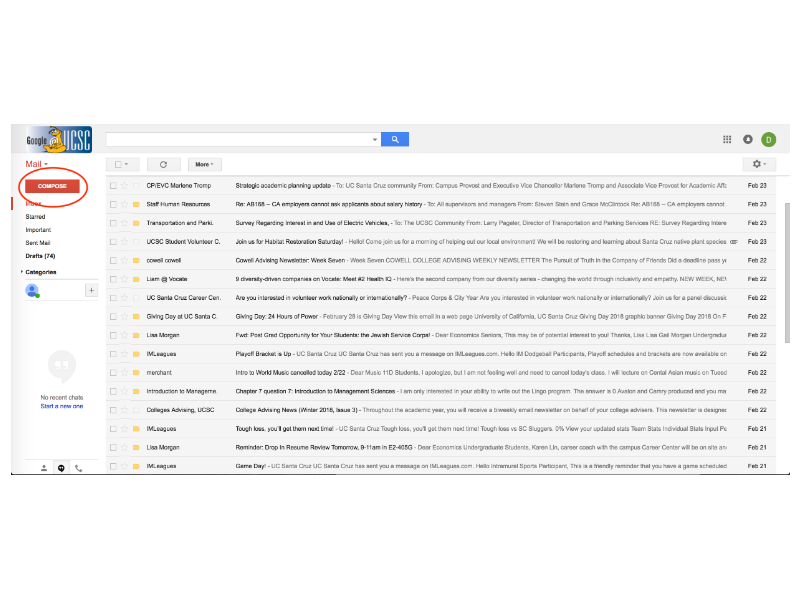 Google @ UCSC
D
Mail
More
COMPOSE
Inbox
Starred
Important
Sent Mail
Drafts (74)
Categories
+
No recent chats
Start a new one
CP/EVC Marlene Tromp Strategic academic planning update - To: UC Santa Cruz community From: Campus Provost and Executive Vice Chancellor Marlene Tromp and Associate Vice Provost for Academic Affa Feb 23
Staff Human Resources Re: AB168 – CA employers cannot ask applicants about salary history - To: All supervisors and managers From: Steven Stein and Grace McClintock Re: AB168 – CA employers cannot Feb 23
Transportation and Parki. Survey Regarding Interest in and Use of Electric Vehicles, - To: The UCSC Community From: Larry Pageler, Director of Transportation and Parking Services RE: Survey Regarding Intere Feb 23
UCSC Student Volunteer C. Join us for Habitat Restoration Saturday! - Hello! Come join us for a morning of helping out our local environment! We will be restoring and learning about Santa Cruz native plant species Feb 23
cowell cowell Cowell Advising Newsletter: Week Seven - Week Seven COWELL COLLEGE ADVISING WEEKLY NEWSLETTER The Pursuit of Truth in the Company of Friends Did a deadline pass yo Feb 22
Liam @ Vocate 9 diversity-driven companies on Vocate: Meet #2 Health IQ - Here's the second company from our diversity series - changing the world through inclusivity and empathy. NEW WEEK, NEW Feb 22
UC Santa Cruz Career Cen. Are you interested in volunteer work nationally or internationally? - Peace Corps & City Year Are you interested in volunteer work nationally or internationally? Join us for a panel discussio Feb 22
Giving Day at UC Santa C. Giving Day: 24 Hours of Power - February 28 is Giving Day View this email in a web page University of California, UC Santa Cruz Giving Day 2018 graphic banner Giving Day 2018 On F Feb 22
Lisa Morgan Fwd: Post Grad Opportunity for Your Students: the Jewish Service Corps! - Dear Economics Seniors, This may be of potential interest to you! Thanks, Lisa Lisa Gail Morgan Undergradua Feb 22
IMLeagues Playoff Bracket is Up - UC Santa Cruz UC Santa Cruz has sent you a message on IMLeagues.com. Hello IM Dodgeball Participants, Playoff schedules and brackets are now available on Feb 22
merchant Intro to World Music cancelled today 2/22 - Dear Music 11D Students, I apologize, but I am not feeling well and need to cancel today's class. I will lecture on Cental Asian music on Tuesd Feb 22
Introduction to Manageme. Chapter 7 question 7: Introduction to Management Sciences - I am only interested in your ability to write out the Lingo program. The answer is 0 Avalon and Camry produced and you ma Feb 22
Colleges Advising, UCSC College Advising News (Winter 2018, Issue 3) - Throughout the academic year, you will receive a biweekly email newsletter on behalf of your college advisers. This newsletter is designed Feb 22
IMLeagues Tough loss, you'll get them next time! - UC Santa Cruz Tough loss, you'll get them next time! Tough loss vs SC Sluggers. 0% View your updated stats Team Stats Individual Stats Input Po Feb 21
Lisa Morgan Reminder: Drop In Resume Review Tomorrow, 9-11am in E2-405G - Dear Economics Undergraduate Students, Karen Lin, career coach with the campus Career Center will be on site an Feb 21
IMLeagues Game Day! - UC Santa Cruz UC Santa Cruz has sent you a message on IMLeagues.com. Hello Intramural Sports Participant, This is a friendly reminder that you have a game scheduled Feb 21